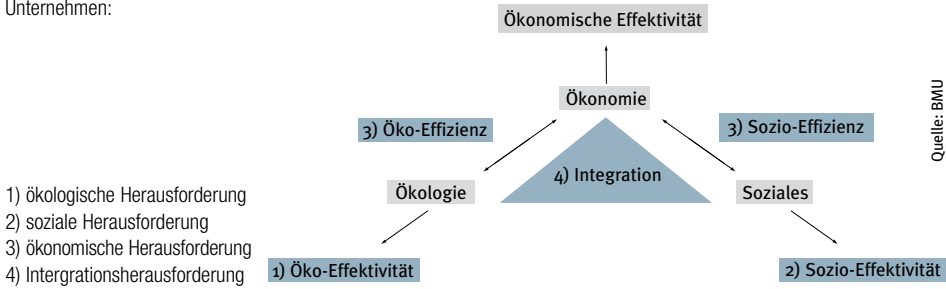 Unternehmen:
Ökonomische Effektivität
Ökonomie
3) Öko-Effizienz
3) Sozio-Effizienz
4) Integration
Ökologie
Soziales
1) ökologische Herausforderung
2) soziale Herausforderung
3) ökonomische Herausforderung
4) Intergrationsherausforderung
1) Öko-Effektivität
2) Sozio-Effektivität
Quelle: BMU